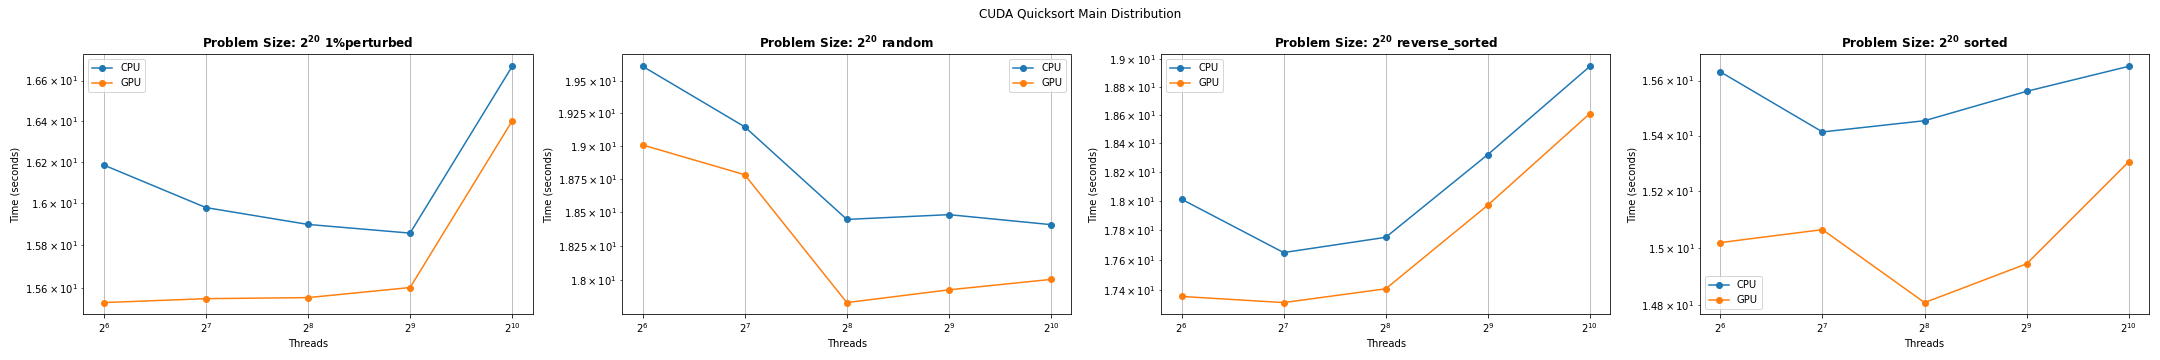 CUDA Quicksort Main Distribution
Problem Size: 2^20 1%perturbed
1.66 × 10^1
1.64 × 10^1
1.62 × 10^1
1.6 × 10^1
1.58 × 10^1
1.56 × 10^1
Time (seconds)
CPU
GPU
2^6 2^7 2^8 2^9 2^10
Threads
Problem Size: 2^20 random
1.95 × 10^1
1.925 × 10^1
1.9 × 10^1
1.875 × 10^1
1.85 × 10^1
1.825 × 10^1
1.8 × 10^1
Time (seconds)
CPU
GPU
2^6 2^7 2^8 2^9 2^10
Threads
Problem Size: 2^20 reverse_sorted
1.9 × 10^1
1.88 × 10^1
1.86 × 10^1
1.84 × 10^1
1.82 × 10^1
1.8 × 10^1
1.78 × 10^1
1.76 × 10^1
1.74 × 10^1
Time (seconds)
CPU
GPU
2^6 2^7 2^8 2^9 2^10
Threads
Problem Size: 2^20 sorted
1.56 × 10^1
1.54 × 10^1
1.52 × 10^1
1.5 × 10^1
1.48 × 10^1
Time (seconds)
CPU
GPU
2^6 2^7 2^8 2^9 2^10
Threads